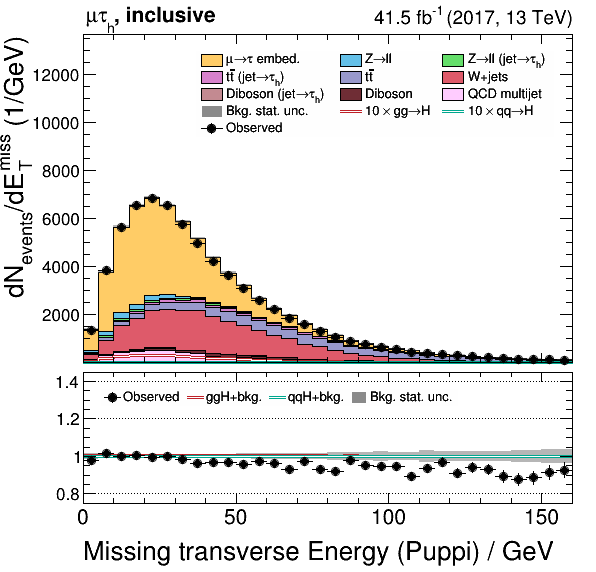 μτh, inclusive
41.5 fb-1 (2017, 13 TeV)
dNevents/dETmiss (1/GeV)
12000
10000
8000
6000
4000
2000
μ→τ embed.
Z→ll
Z→ll (jet→τh)
tt̄ (jet→τh)
tt̄
W+jets
Diboson (jet→τh)
Diboson
QCD multijet
Bkg. stat. unc.
10 × gg→H
10 × qq→H
Observed
1.4
1.2
1
0.8
Observed
ggH+bkg.
qqH+bkg.
Bkg. stat. unc.
0
50
100
150
Missing transverse Energy (Puppi) / GeV